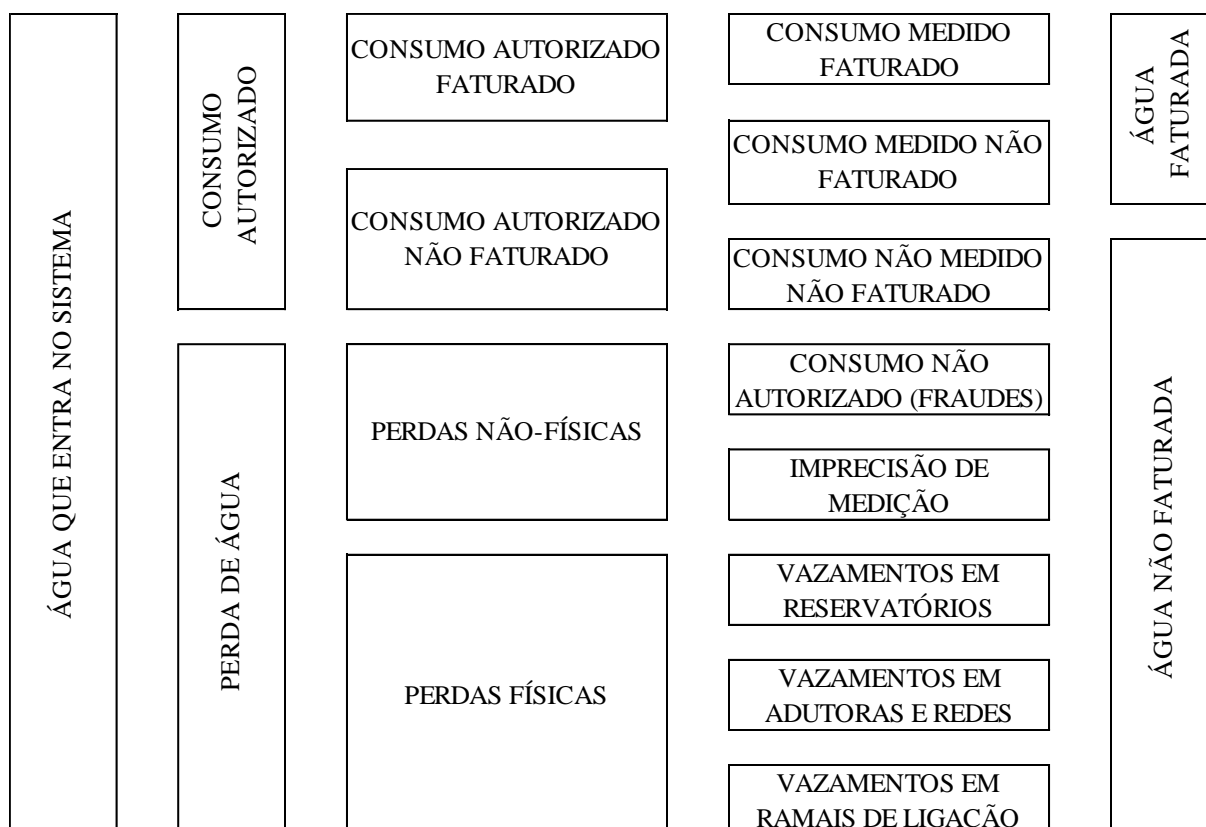 ÁGUA QUE ENTRA NO SISTEMA
CONSUMO
AUTORIZADO
PERDA DE ÁGUA
CONSUMO AUTORIZADO
FATURADO
CONSUMO AUTORIZADO
NÃO FATURADO
PERDAS NÃO-FÍSICAS
PERDAS FÍSICAS
CONSUMO MEDIDO
FATURADO
CONSUMO MEDIDO NÃO
FATURADO
CONSUMO NÃO MEDIDO
NÃO FATURADO
CONSUMO NÃO
AUTORIZADO (FRAUDES)
IMPRECISÃO DE
MEDIÇÃO
VAZAMENTOS EM
RESERVATÓRIOS
VAZAMENTOS EM
ADUTORAS E REDES
VAZAMENTOS EM
RAMAIS DE LIGAÇÃO
ÁGUA
FATURADA
ÁGUA NÃO FATURADA